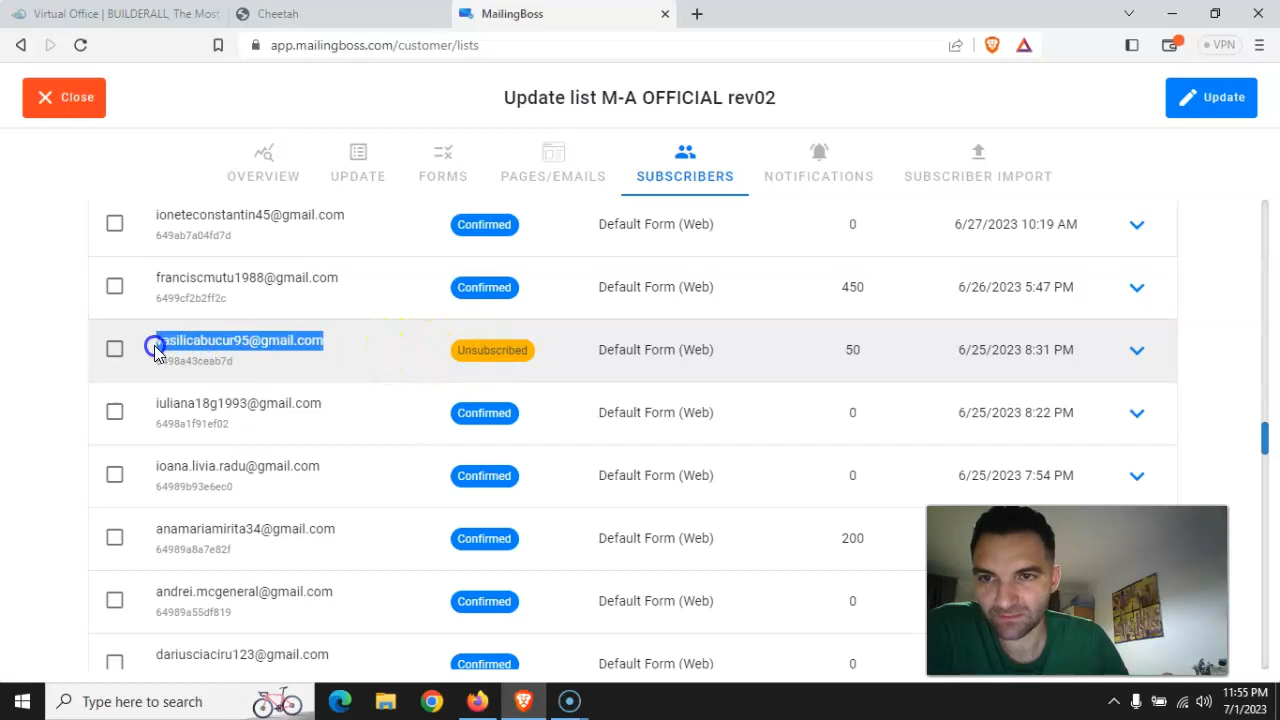 Virtual Office | BUILDERALL, The Most
Cheetah
MailingBoss
app.mailingboss.com/customer/lists
VPN
Close
Update list M-A OFFICIAL rev02
Update
OVERVIEW
UPDATE
FORMS
PAGES/EMAILS
SUBSCRIBERS
NOTIFICATIONS
SUBSCRIBER IMPORT
ioneteconstantin45@gmail.com
649ab7a04fd7d
Confirmed
Default Form (Web)
0
6/27/2023 10:19 AM
franciscmutu1988@gmail.com
6499cf2b2ff2c
Confirmed
Default Form (Web)
450
6/26/2023 5:47 PM
asilicabucur95@gmail.com
498a43ceab7d
Unsubscribed
Default Form (Web)
50
6/25/2023 8:31 PM
iuliana18g1993@gmail.com
6498a1f91ef02
Confirmed
Default Form (Web)
0
6/25/2023 8:22 PM
ioana.livia.radu@gmail.com
64989b93e6ec0
Confirmed
Default Form (Web)
0
6/25/2023 7:54 PM
anamariamirita34@gmail.com
64989a8a7e82f
Confirmed
Default Form (Web)
200
andrei.mcgeneral@gmail.com
64989a55df819
Confirmed
Default Form (Web)
0
dariusciaciru123@gmail.com
Confirmed
Default Form (Web)
0
Type here to search
11:55 PM
7/1/2023